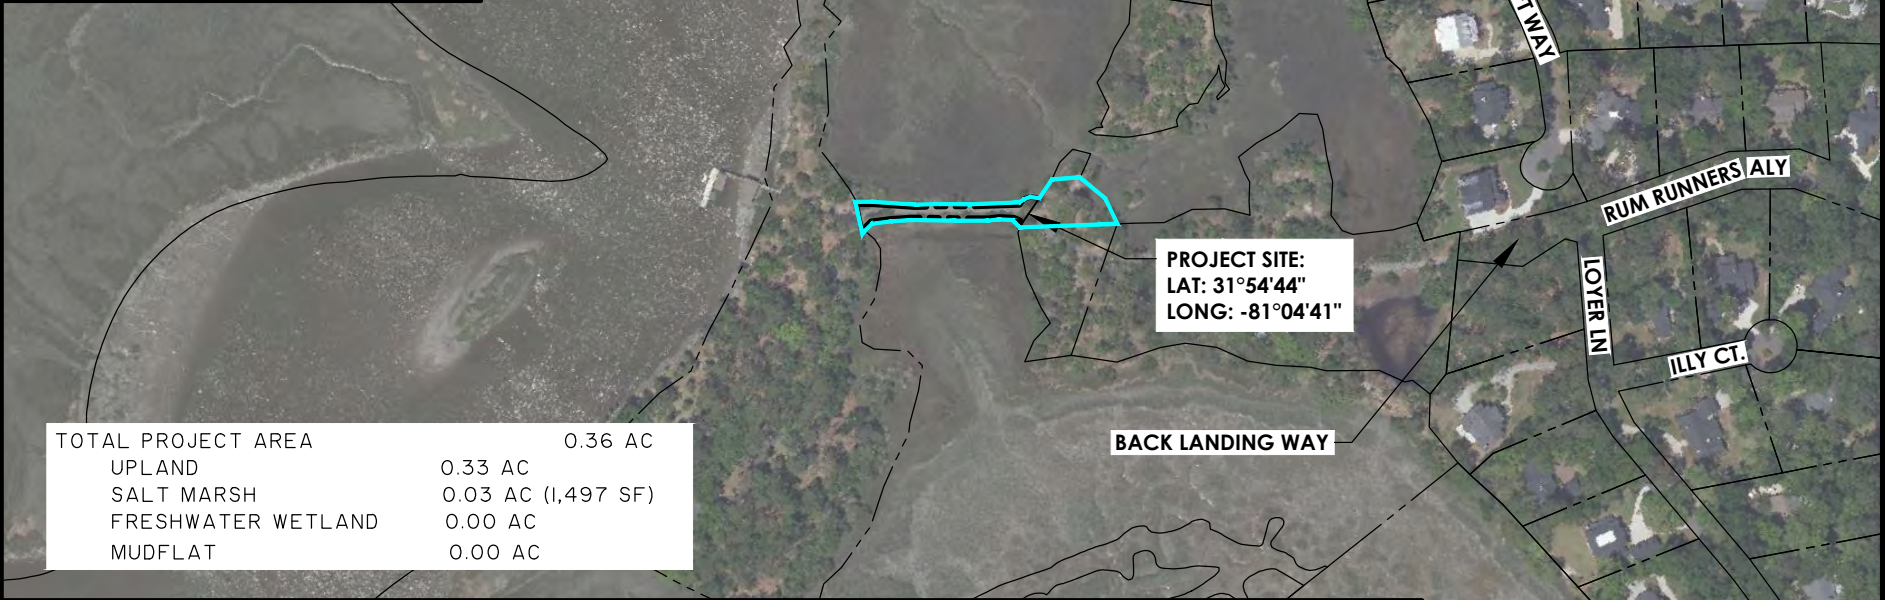 TWAY
RUM RUNNERS ALY
PROJECT SITE:
LAT: 31°54'44"
LONG: -81°04'41"
LOYER LN
ILLY CT.
BACK LANDING WAY
TOTAL PROJECT AREA 0.36 AC
UPLAND 0.33 AC
SALT MARSH 0.03 AC (1,497 SF)
FRESHWATER WETLAND 0.00 AC
MUDFLAT 0.00 AC